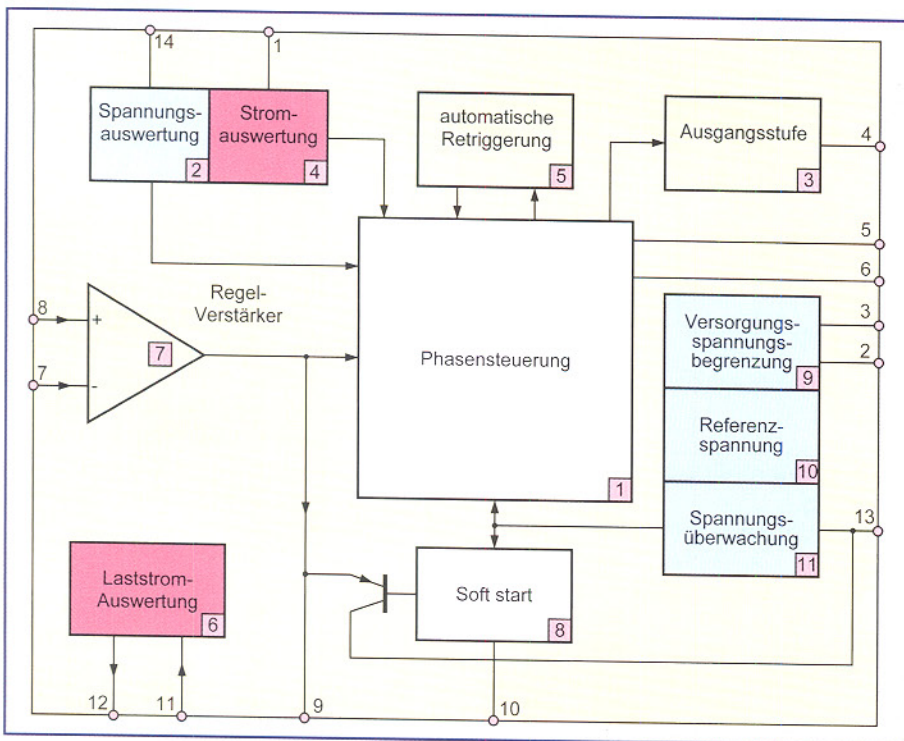 14
1
Spannungs-
auswertung
2
Strom-
auswertung
4
automatische
Retriggerung
5
Ausgangsstufe
3
4
5
6
8
+
7
-
Regel-
Verstärker
7
Phasensteuerung
1
Versorgungs-
spannungs-
begrenzung
9
3
2
Referenz-
spannung
10
Spannungs-
überwachung
11
13
Laststrom-
Auswertung
6
Soft start
8
12
11
9
10